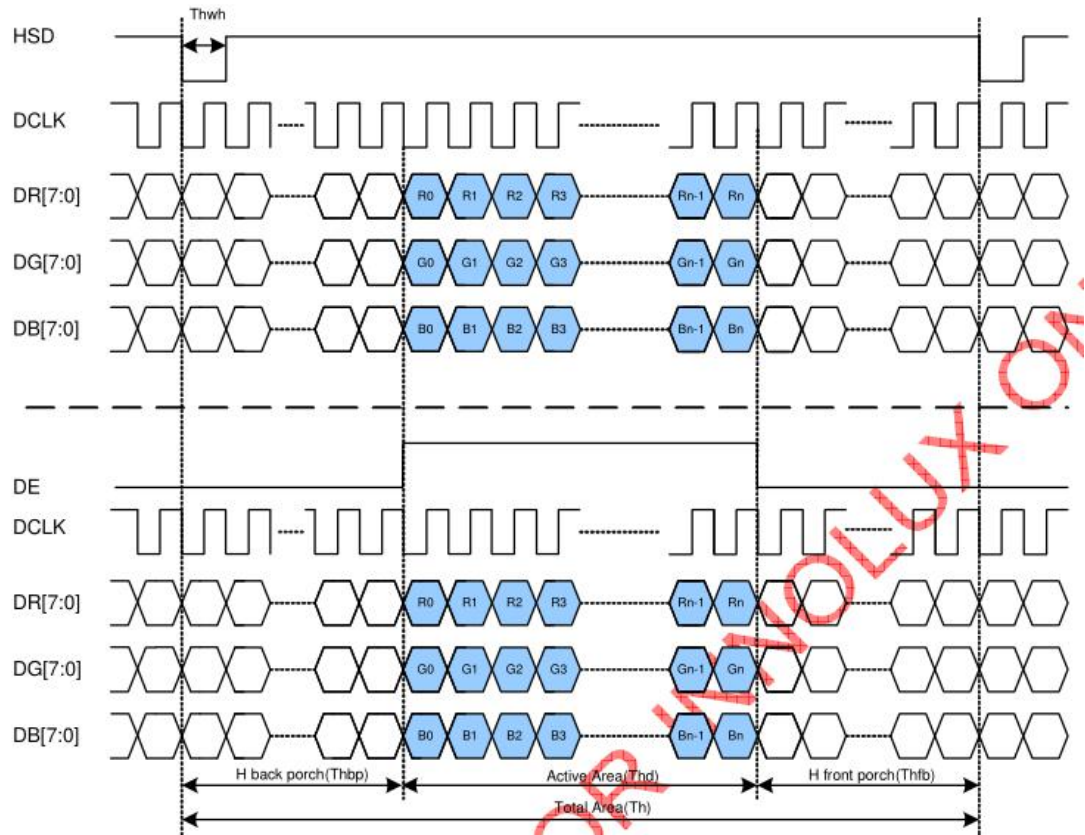 Thwh
HSD
DCLK
DR[7:0] R0 R1 R2 R3 Rn-1 Rn
DG[7:0] G0 G1 G2 G3 Gn-1 Gn
DB[7:0] B0 B1 B2 B3 Bn-1 Bn
DE
DCLK
DR[7:0] R0 R1 R2 R3 Rn-1 Rn
DG[7:0] G0 G1 G2 G3 Gn-1 Gn
DB[7:0] B0 B1 B2 B3 Bn-1 Bn
H back porch(Thbp) Active Area(Thd) H front porch(Thfb)
Total Area(Th)
OR INNOLUX